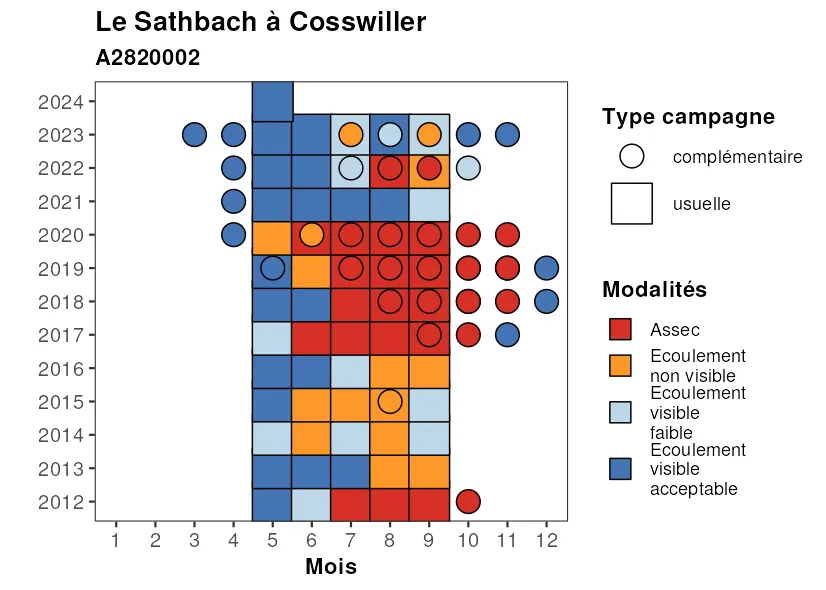 Le Sathbach à Cosswiller
A2820002
2024
2023
2022
2021
2020
2019
2018
2017
2016
2015
2014
2013
2012
1 2 3 4 5 6 7 8 9 10 11 12
Mois
Type campagne
complémentaire
usuelle
Modalités
Assec
Ecoulement
non visible
Ecoulement
visible
faible
Ecoulement
visible
acceptable